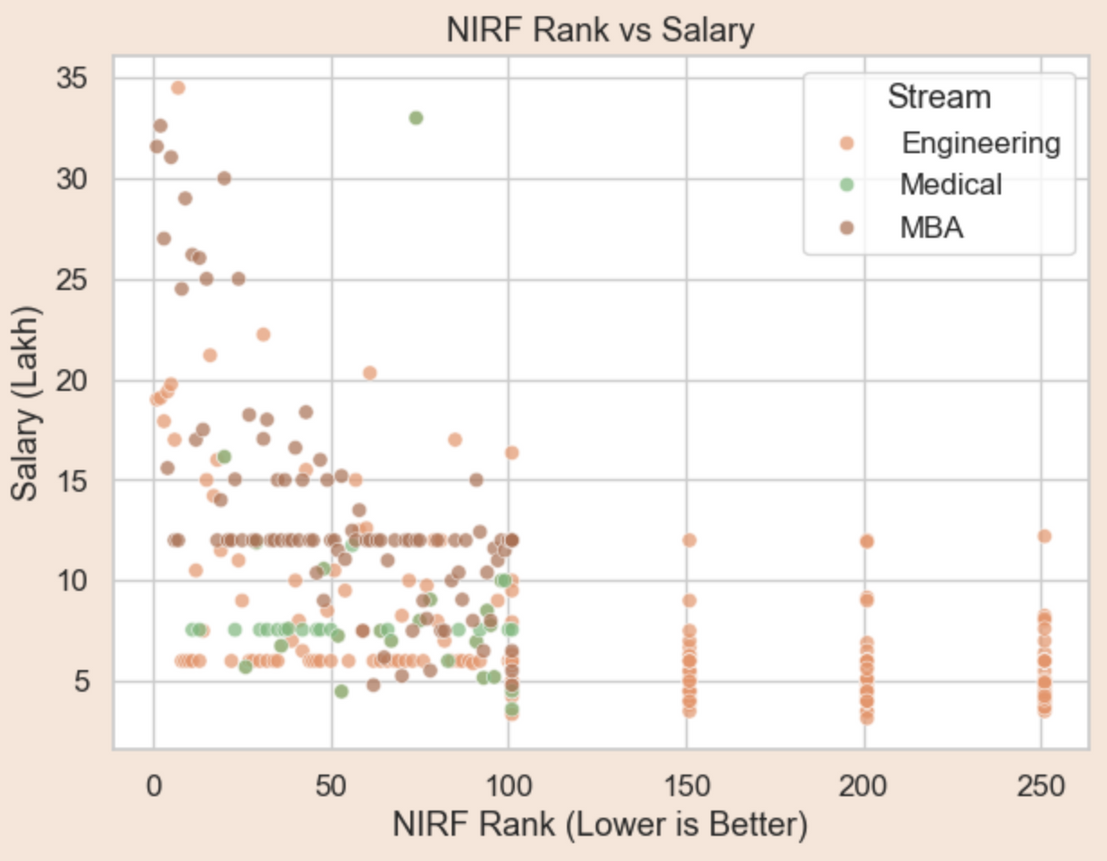 NIRF Rank vs Salary
35
30
25
20
15
10
5
Salary (Lakh)
Stream
Engineering
Medical
MBA
0 50 100 150 200 250
NIRF Rank (Lower is Better)